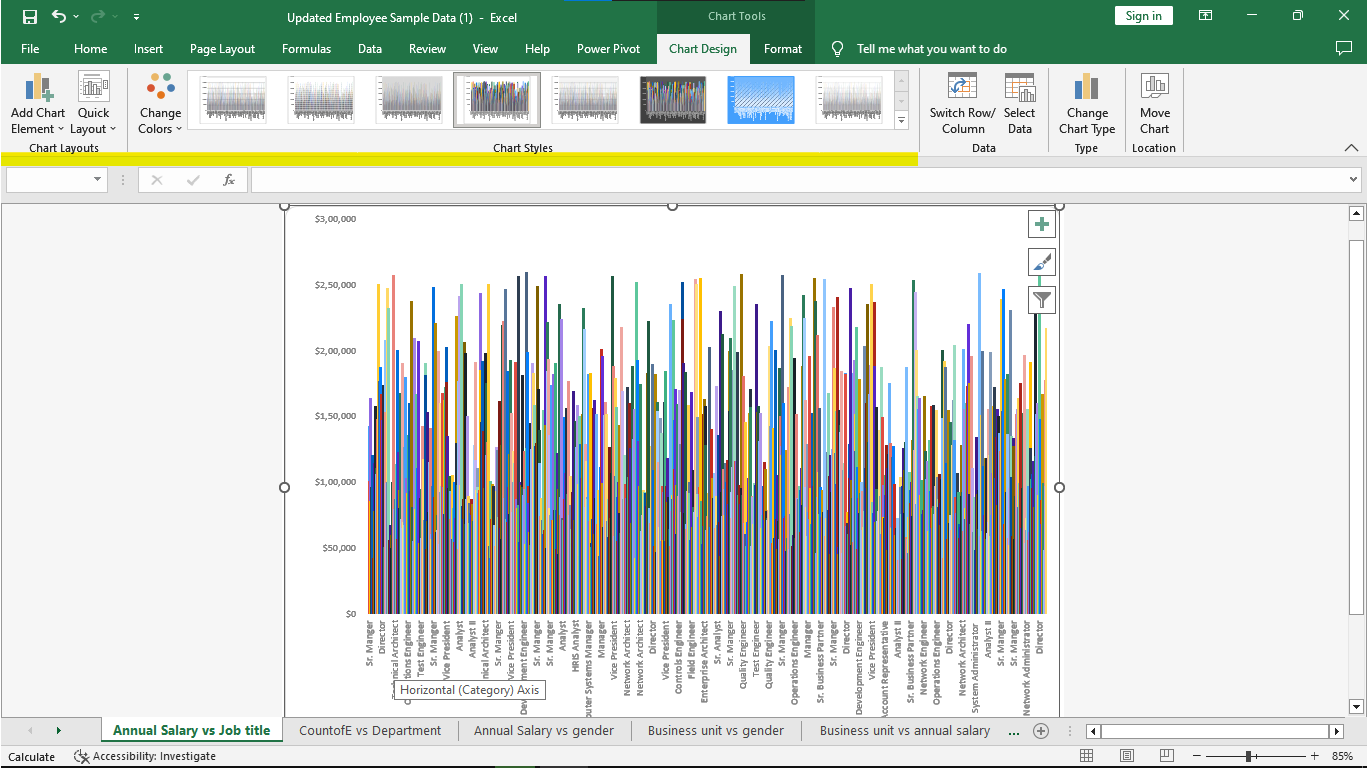 Updated Employee Sample Data (1) - Excel
Chart Tools
Sign in
File Home Insert Page Layout Formulas Data Review View Help Power Pivot Chart Design Format Tell me what you want to do
Add Chart Element
Quick Layout
Change Colors
Switch Row/ Column
Select Data
Change Chart Type
Move Chart
Chart Layouts
Chart Styles
Data
Type
Location
fx
$3,00,000
$2,50,000
$2,00,000
$1,50,000
$1,00,000
$50,000
$0
Sr. Manger
Director
Technical Architect
Test Engineer
Sr. Manger
Vice President
Analyst
Analyst II
Sr. Manger
Vice President
Sr. Manger
Sr. Manger
Analyst
HRIS Analyst
Manager
Vice President
Network Architect
Network Architect
Director
Vice President
Controls Engineer
Field Engineer
Enterprise Architect
Sr. Analyst
Sr. Manger
Quality Engineer
Test Engineer
Quality Engineer
Sr. Manger
Operations Engineer
Manager
Sr. Business Partner
Sr. Manger
Director
Development Engineer
Vice President
Account Representative
Analyst II
Sr. Business Partner
Network Engineer
Operations Engineer
Director
Network Architect
System Administrator
Analyst II
Sr. Manger
Sr. Manger
Network Administrator
Director
Horizontal (Category) Axis
Annual Salary vs Job title
CountofE vs Department
Annual Salary vs gender
Business unit vs gender
Business unit vs annual salary
...
Calculate
Accessibility: Investigate
85%